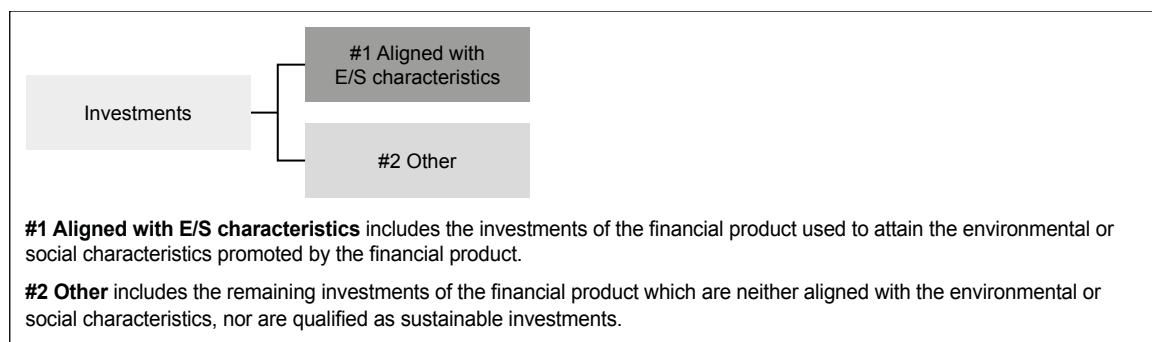 #1 Aligned with
E/S characteristics
Investments
#2 Other
#1 Aligned with E/S characteristics includes the investments of the financial product used to attain the environmental or
social characteristics promoted by the financial product.
#2 Other includes the remaining investments of the financial product which are neither aligned with the environmental or
social characteristics, nor are qualified as sustainable investments.